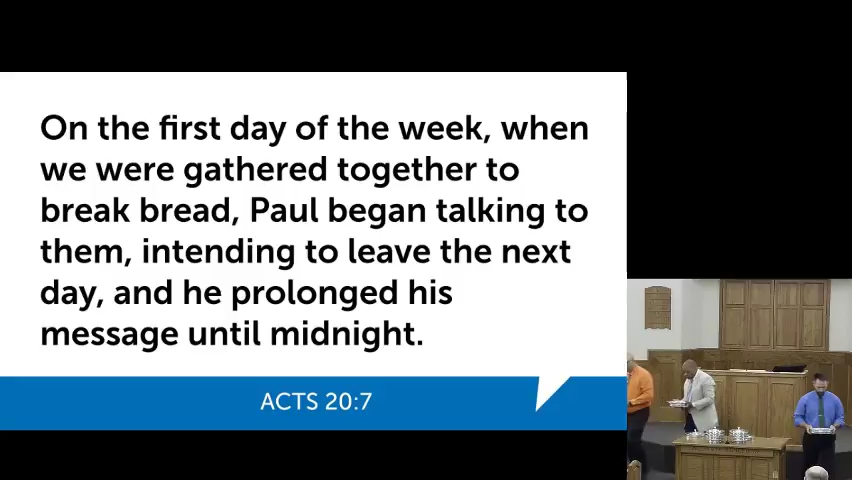 On the first day of the week, when
we were gathered together to
break bread, Paul began talking to
them, intending to leave the next
day, and he prolonged his
message until midnight.
ACTS 20:7